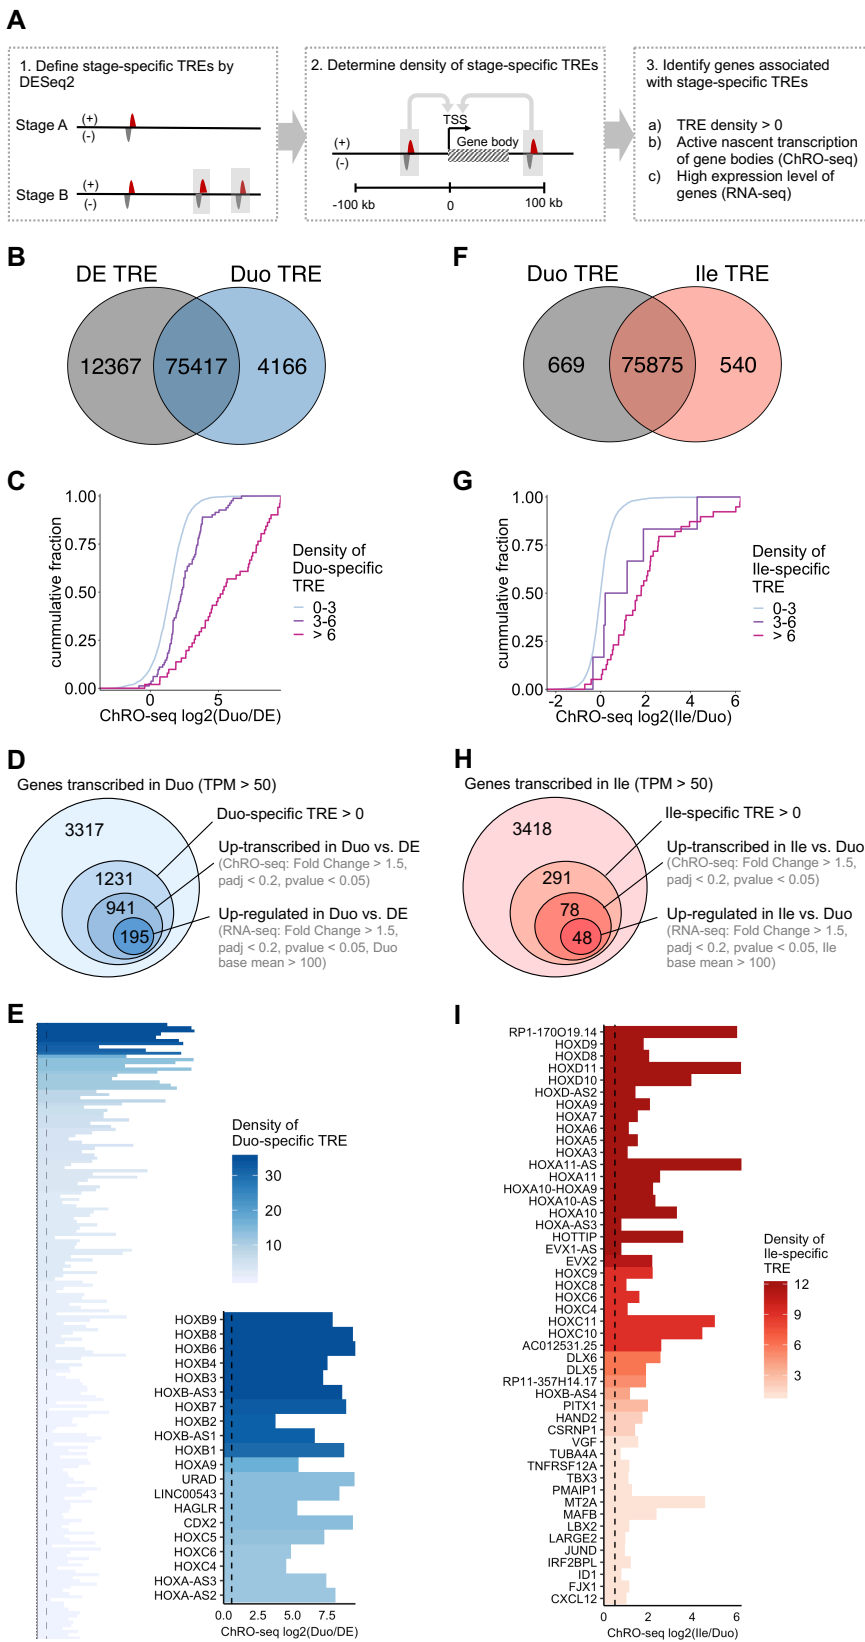 A
1. Define stage-specific TREs by
DESeq2
Stage A
(+)
(-)
Stage B
(+)
(-)
2. Determine density of stage-specific TREs
TSS
Gene body
(+)
(-)
-100 kb
0
100 kb
3. Identify genes associated
with stage-specific TREs
a) TRE density > 0
b) Active nascent transcription
of gene bodies (ChRO-seq)
c) High expression level of
genes (RNA-seq)
B
DE TRE
Duo TRE
12367
75417
4166
F
Duo TRE
Ile TRE
669
75875
540
C
cummulative fraction
1.00
0.75
0.50
0.25
0.00
0
5
ChRO-seq log2(Duo/DE)
Density of
Duo-specific
TRE
0-3
3-6
> 6
G
cummulative fraction
1.00
0.75
0.50
0.25
0.00
-2
0
2
4
6
ChRO-seq log2(Ile/Duo)
Density of
Ile-specific
TRE
0-3
3-6
> 6
D
Genes transcribed in Duo (TPM > 50)
3317
1231
941
195
Duo-specific TRE > 0
Up-transcribed in Duo vs. DE
(ChRO-seq: Fold Change > 1.5,
padj < 0.2, pvalue < 0.05)
Up-regulated in Duo vs. DE
(RNA-seq: Fold Change > 1.5,
padj < 0.2, pvalue < 0.05, Duo
base mean > 100)
H
Genes transcribed in Ile (TPM > 50)
3418
291
78
48
Ile-specific TRE > 0
Up-transcribed in Ile vs. Duo
(ChRO-seq: Fold Change > 1.5,
padj < 0.2, pvalue < 0.05)
Up-regulated in Ile vs. Duo
(RNA-seq: Fold Change > 1.5,
padj < 0.2, pvalue < 0.05, Ile
base mean > 100)
E
Density of
Duo-specific TRE
30
20
10
HOXB9
HOXB8
HOXB6
HOXB4
HOXB3
HOXB-AS3
HOXB7
HOXB2
HOXB-AS1
HOXB1
HOXA9
URAD
LINC00543
HAGLR
CDX2
HOXC5
HOXC6
HOXC4
HOXA-AS3
HOXA-AS2
0.0
2.5
5.0
7.5
ChRO-seq log2(Duo/DE)
I
RP1-170O19.14
HOXD9
HOXD8
HOXD11
HOXD10
HOXD-AS2
HOXA9
HOXA7
HOXA6
HOXA5
HOXA3
HOXA11-AS
HOXA11
HOXA10-HOXA9
HOXA10-AS
HOXA10
HOXA-AS3
HOTTIP
EVX1-AS
EVX2
HOXC9
HOXC8
HOXC6
HOXC4
HOXC11
HOXC10
AC012531.25
DLX6
DLX5
RP11-357H14.17
HOXB-AS4
PITX1
HAND2
CSRNP1
VGF
TUBA4A
TNFRSF12A
TBX3
PMAIP1
MT2A
MAFB
LBX2
LARGE2
JUND
IRF2BPL
ID1
FJX1
CXCL12
0
2
4
6
ChRO-seq log2(Ile/Duo)
Density of
Ile-specific
TRE
12
9
6
3